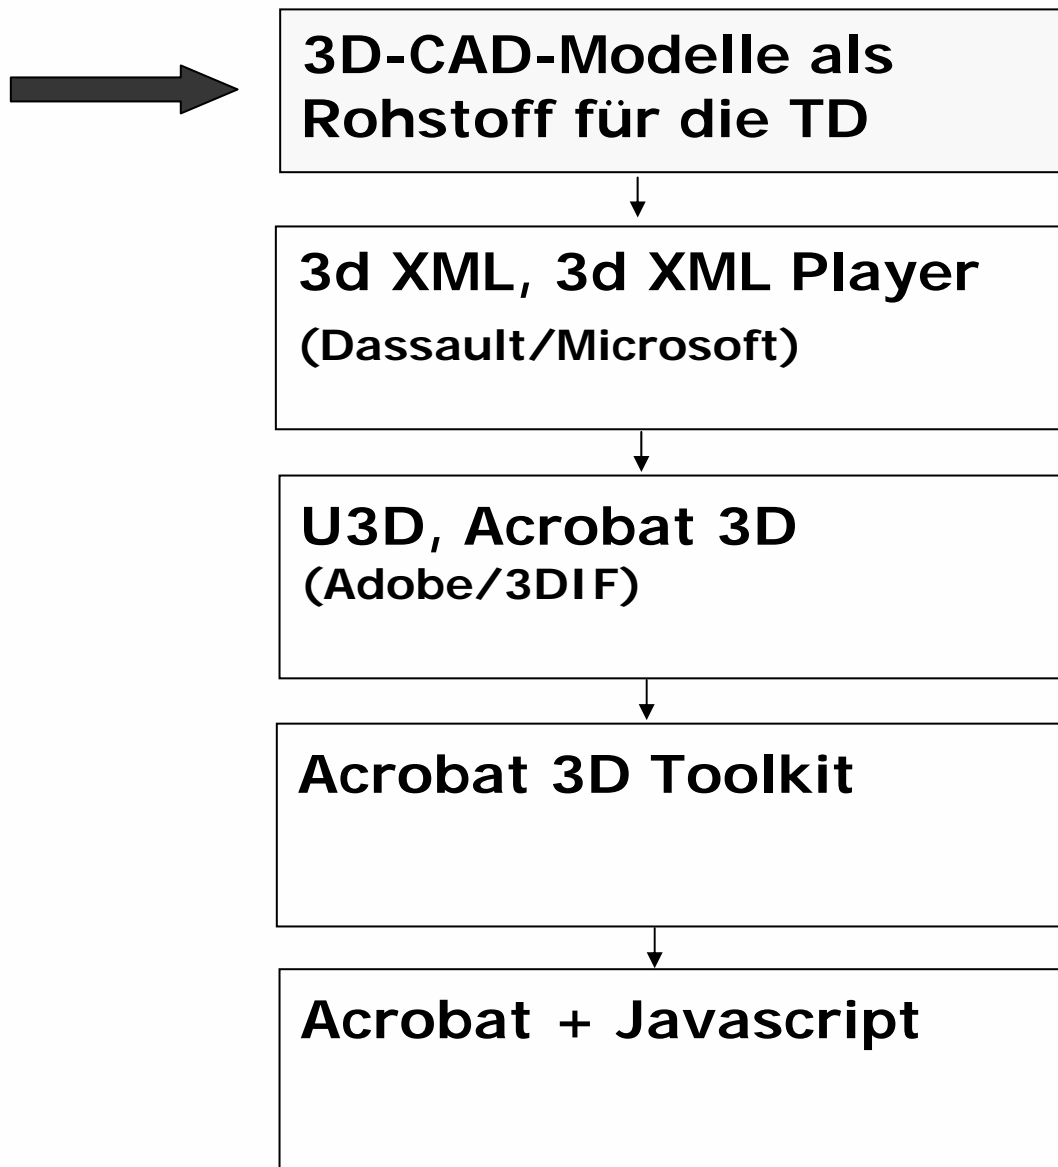 3D-CAD-Modelle als
Rohstoff für die TD
3d XML, 3d XML Player
(Dassault/Microsoft)
U3D, Acrobat 3D
(Adobe/3DIF)
Acrobat 3D Toolkit
Acrobat + Javascript